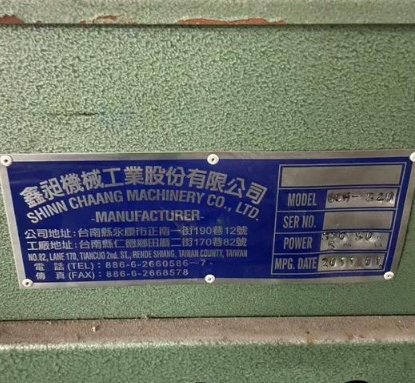 鑫昶機械工業股份有限公司
SHINN CHAANG MACHINERY CO., LTD.
-MANUFACTURER-
公司地址: 台南縣永康市正南一街190巷12號
工廠地址: 台南縣仁德鄉田厝二街170巷82號
NO.82, LANE 170, TIANCUO 2nd. ST., RENDE SHIANG, TAINAN COUNTY, TAIWAN
電話(TEL): 886-6-2660586~7
傳真(FAX): 886-6-2668578
MODEL
SER NO.
POWER
MFG. DATE